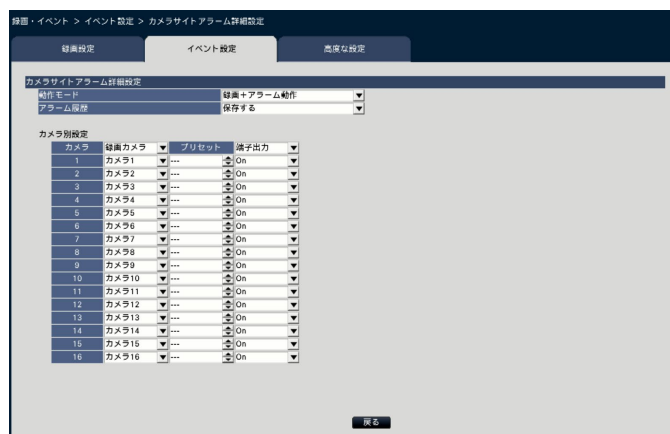 録画・イベント > イベント設定 > カメラサイトアラーム詳細設定
録画設定 イベント設定 高度な設定
カメラサイトアラーム詳細設定
動作モード 録画+アラーム動作
アラーム履歴 保存する
カメラ別設定
カメラ 録画カメラ プリセット 端子出力
1 カメラ1 --- On
2 カメラ2 --- On
3 カメラ3 --- On
4 カメラ4 --- On
5 カメラ5 --- On
6 カメラ6 --- On
7 カメラ7 --- On
8 カメラ8 --- On
9 カメラ9 --- On
10 カメラ10 --- On
11 カメラ11 --- On
12 カメラ12 --- On
13 カメラ13 --- On
14 カメラ14 --- On
15 カメラ15 --- On
16 カメラ16 --- On
戻る